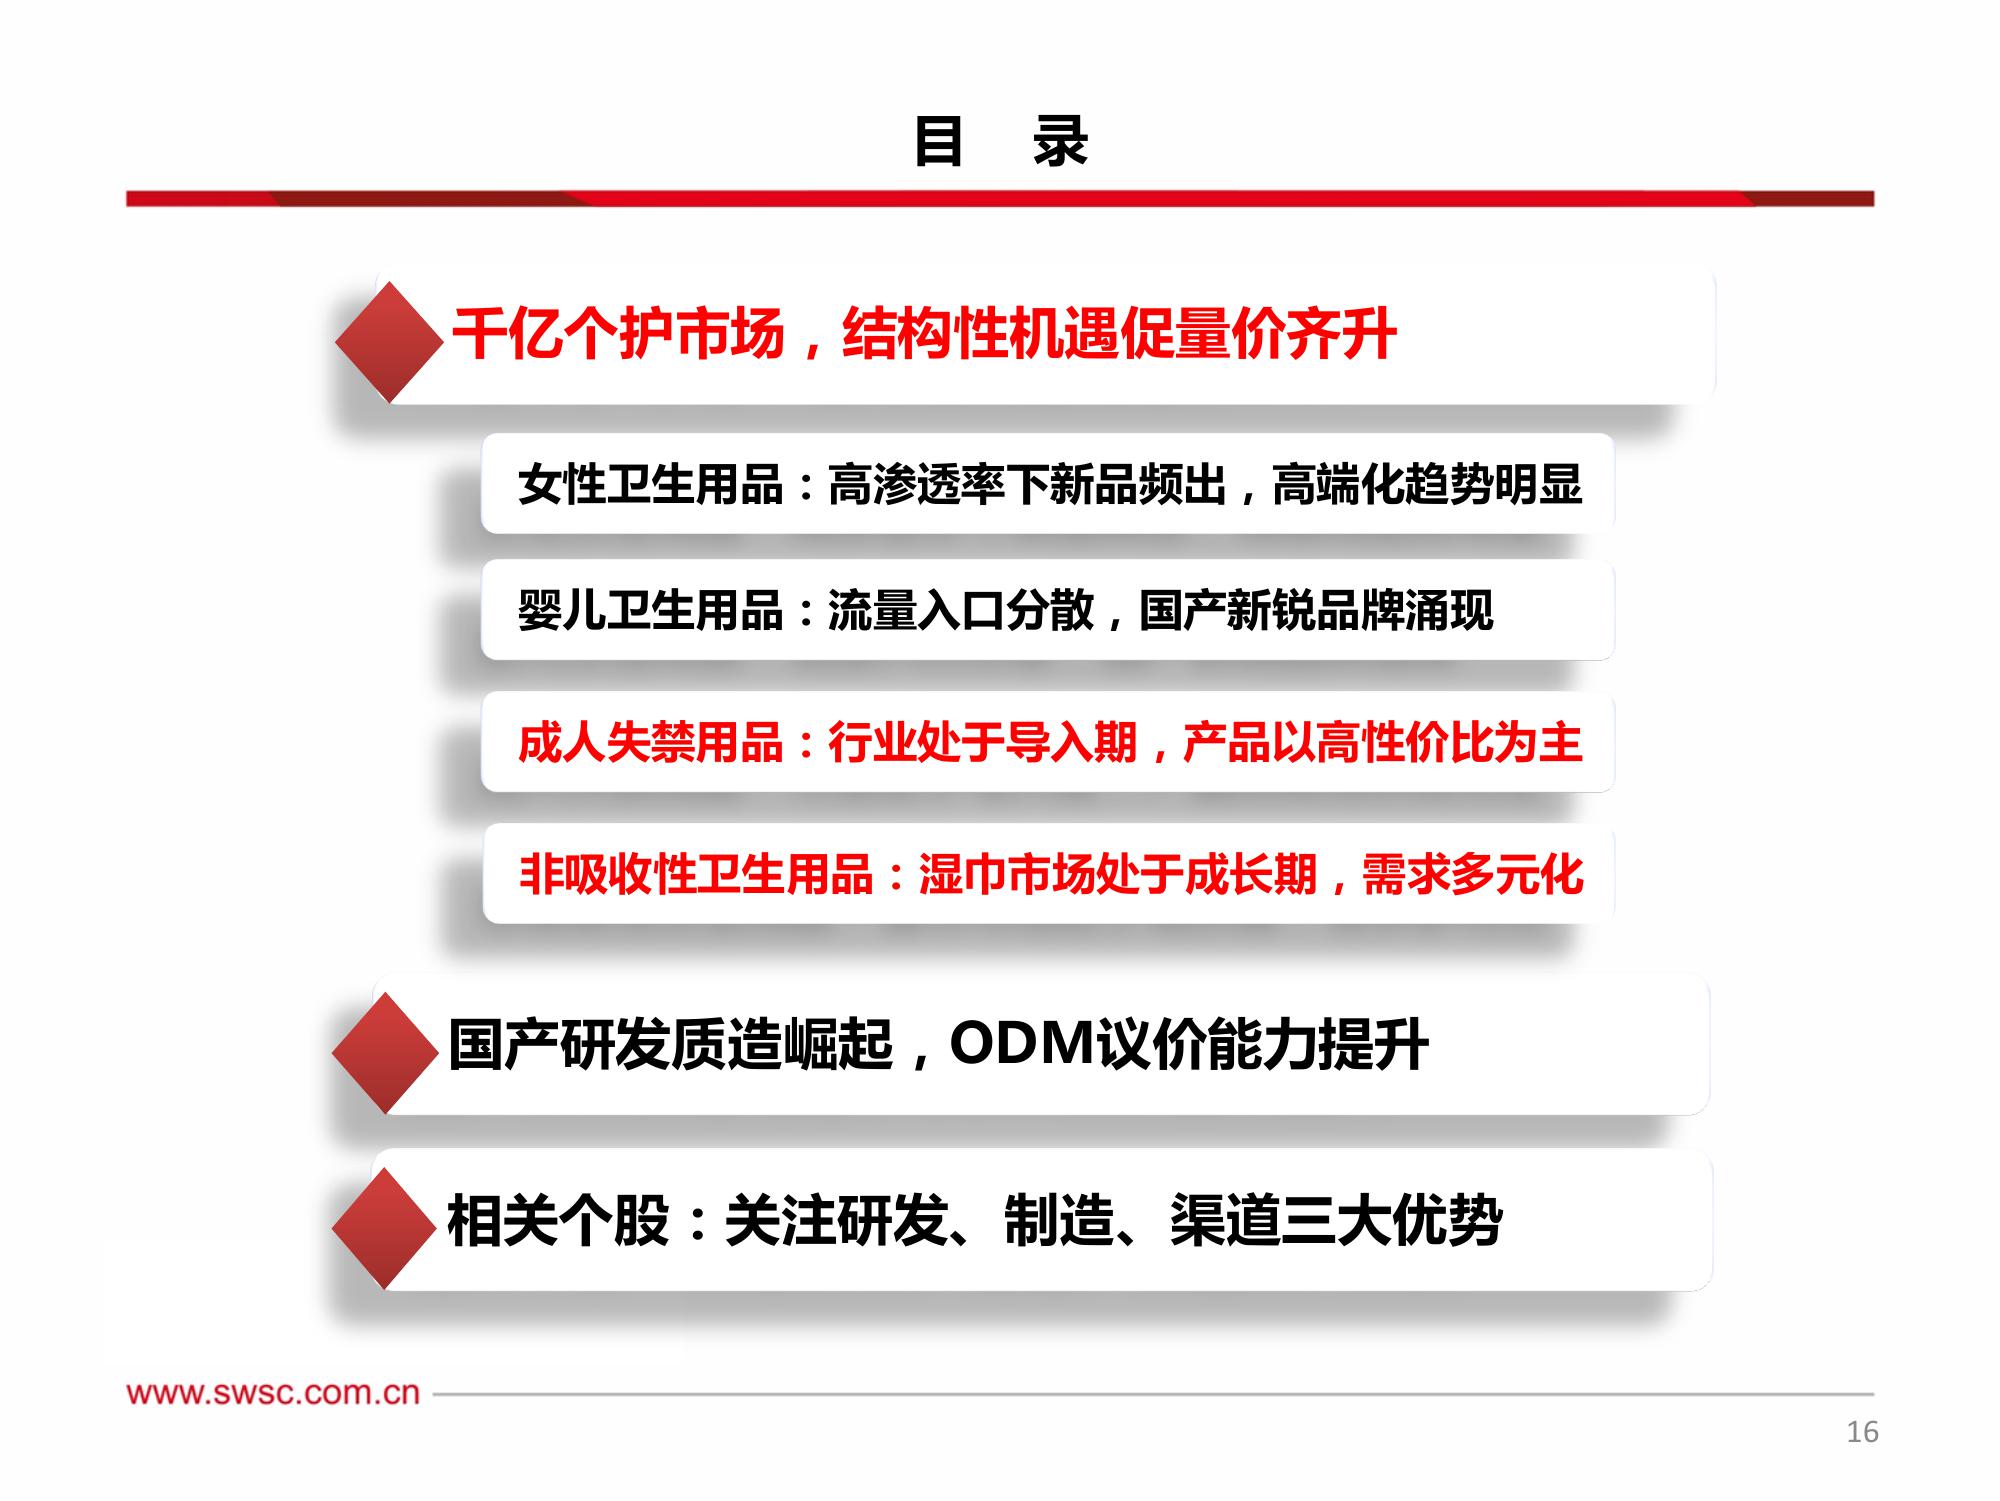 目 录
千亿个护市场，结构性机遇促量价齐升
女性卫生用品：高渗透率下新品频出，高端化趋势明显
婴儿卫生用品：流量入口分散，国产新锐品牌涌现
成人失禁用品：行业处于导入期，产品以高性价比为主
非吸收性卫生用品：湿巾市场处于成长期，需求多元化
国产研发质造崛起，ODM议价能力提升
相关个股：关注研发、制造、渠道三大优势
www.swsc.com.cn
16